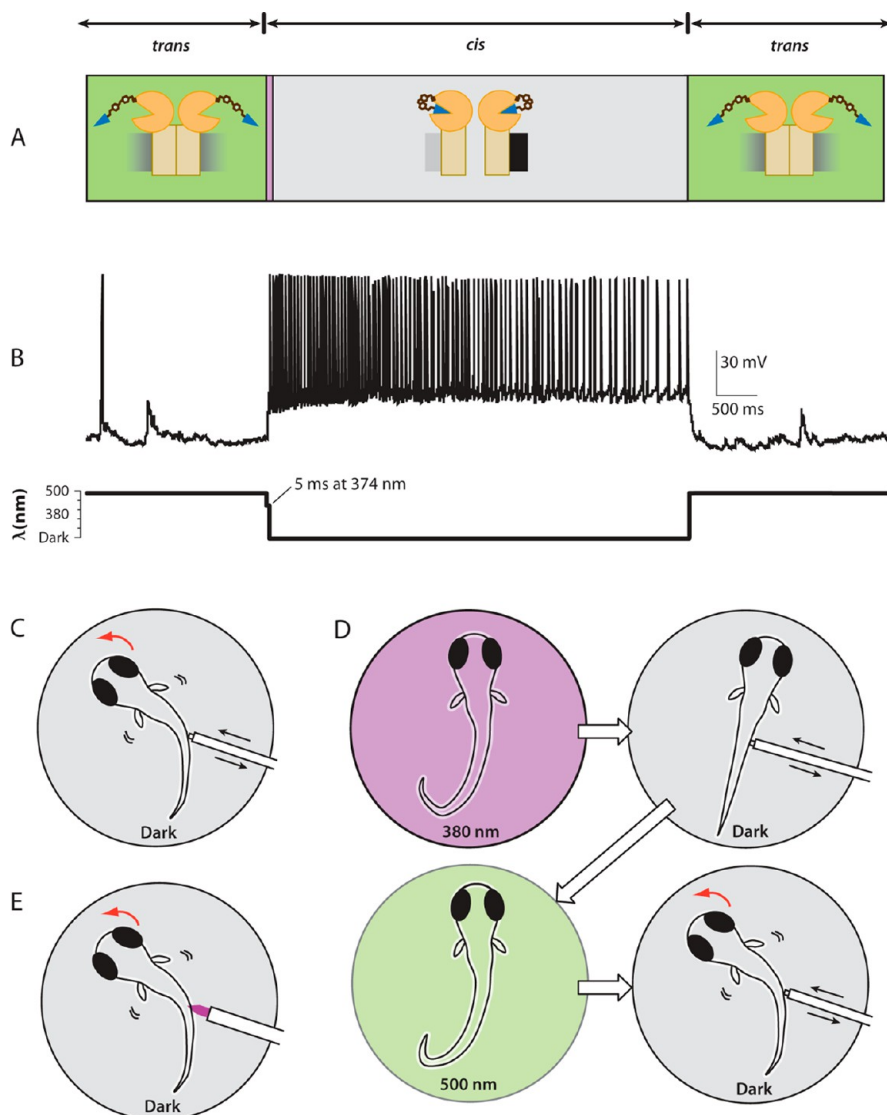 trans cis trans
A
B
30 mV
500 ms
5 ms at 374 nm
λ(nm)
500
380
Dark
C
D
Dark
380 nm
Dark
E
Dark
500 nm
Dark